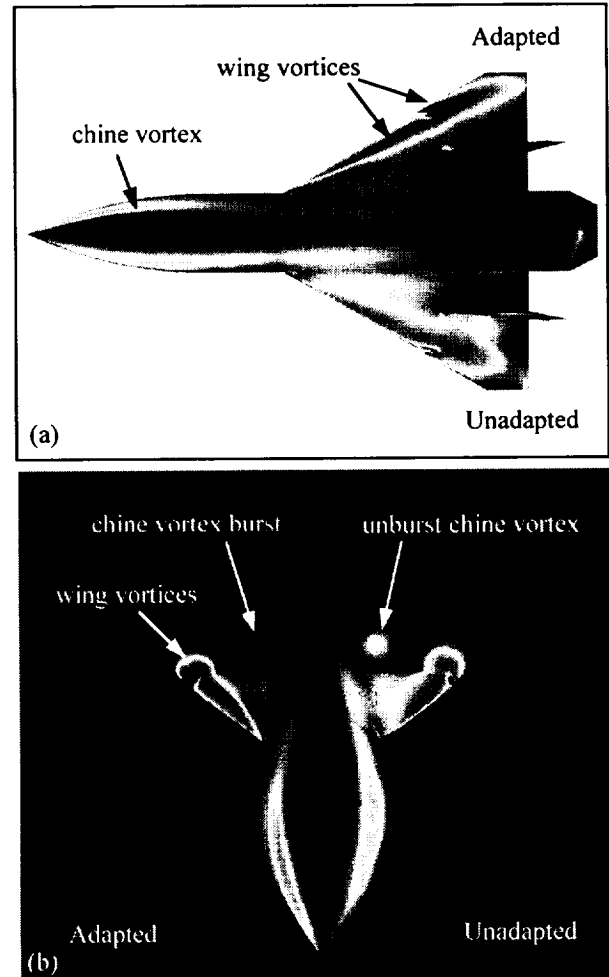 Adapted
wing vortices
chine vortex
Unadapted
(a)
chine vortex burst
unburst chine vortex
wing vortices
Adapted
Unadapted
(b)